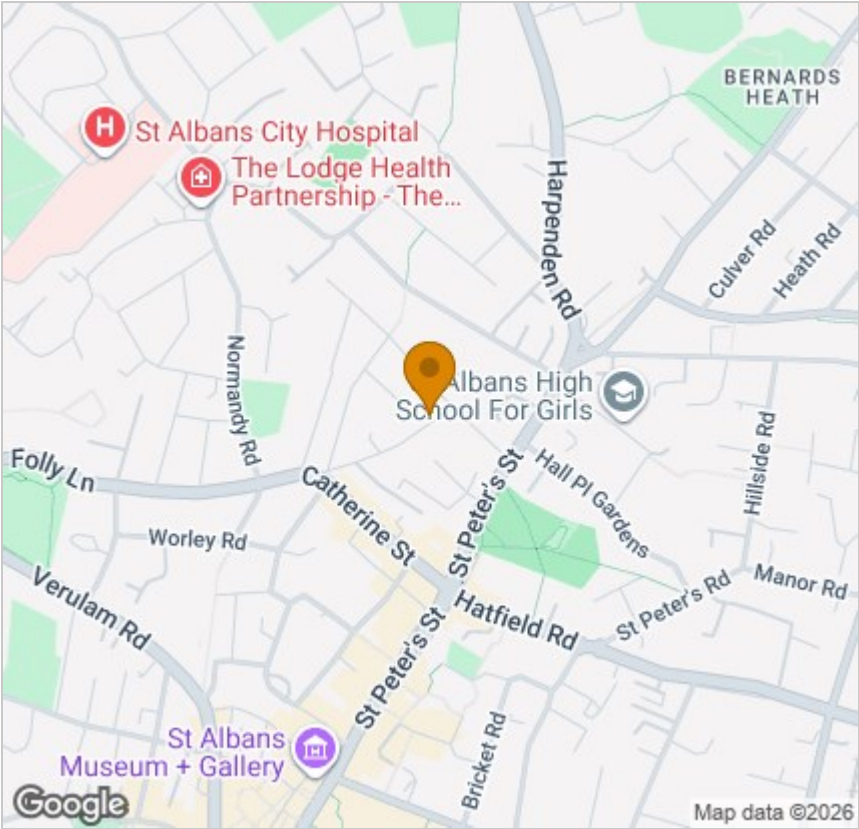 BERNARDS
HEATH
St Albans City Hospital
The Lodge Health
Partnership - The...
Harpenden Rd
Culver Rd
Heath Rd
Normandy Rd
Albans High
School For Girls
Hillside Rd
Folly Ln
Catherine St
St Peter's St
Hall Pl Gardens
Worley Rd
Verulam Rd
Hatfield Rd
St Peter's Rd
Manor Rd
St Peter's St
St Albans
Museum + Gallery
Bricket Rd
Google
Map data ©2026